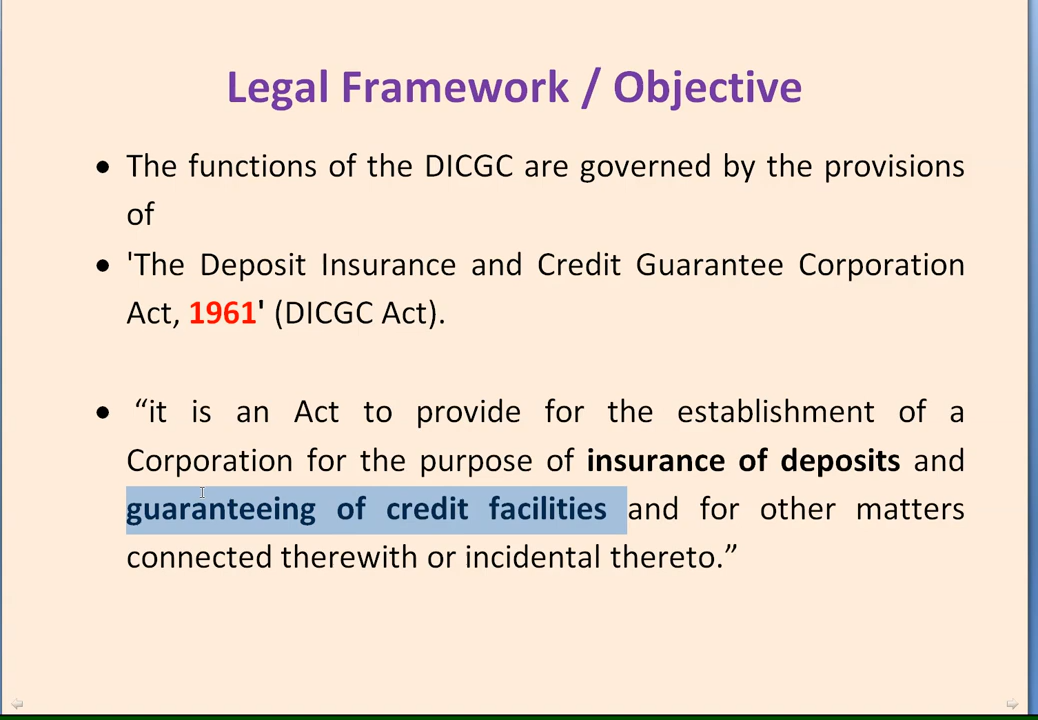 Legal Framework / Objective
• The functions of the DICGC are governed by the provisions
of
• 'The Deposit Insurance and Credit Guarantee Corporation
Act, 1961' (DICGC Act).
• “it is an Act to provide for the establishment of a
Corporation for the purpose of insurance of deposits and
guaranteeing of credit facilities and for other matters
connected therewith or incidental thereto.”